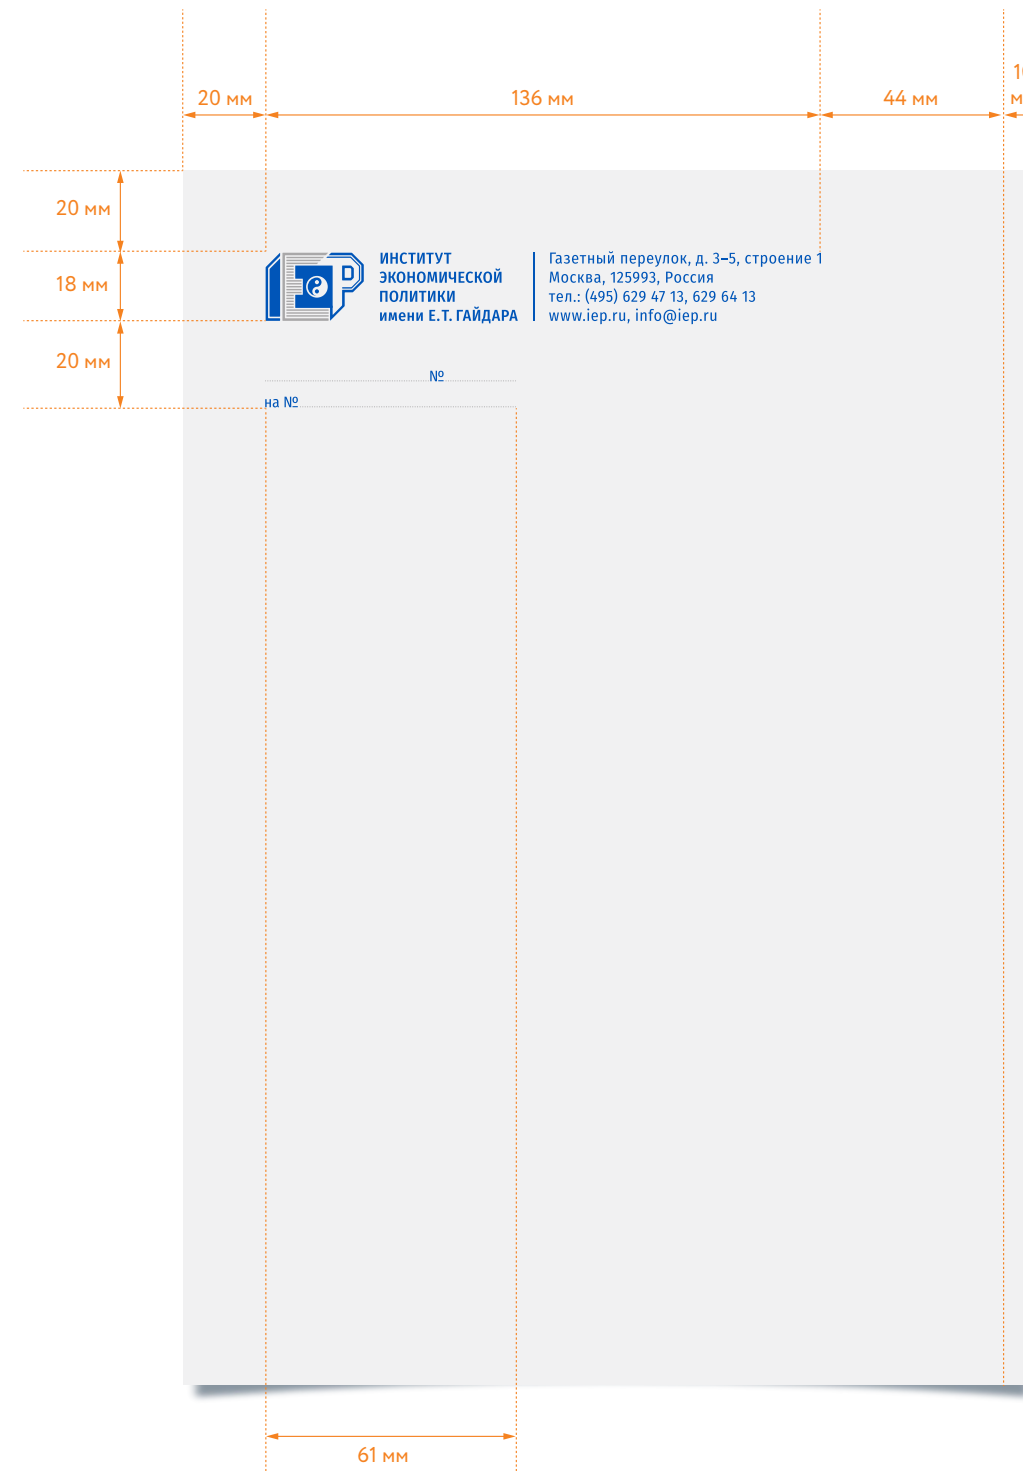 20 мм
136 мм
44 мм
20 мм
18 мм
20 мм
ИНСТИТУТ
ЭКОНОМИЧЕСКОЙ
ПОЛИТИКИ
имени Е.Т. ГАЙДАРА
Газетный переулок, д. 3–5, строение 1
Москва, 125993, Россия
тел.: (495) 629 47 13, 629 64 13
www.iep.ru, info@iep.ru
№
на №
61 мм